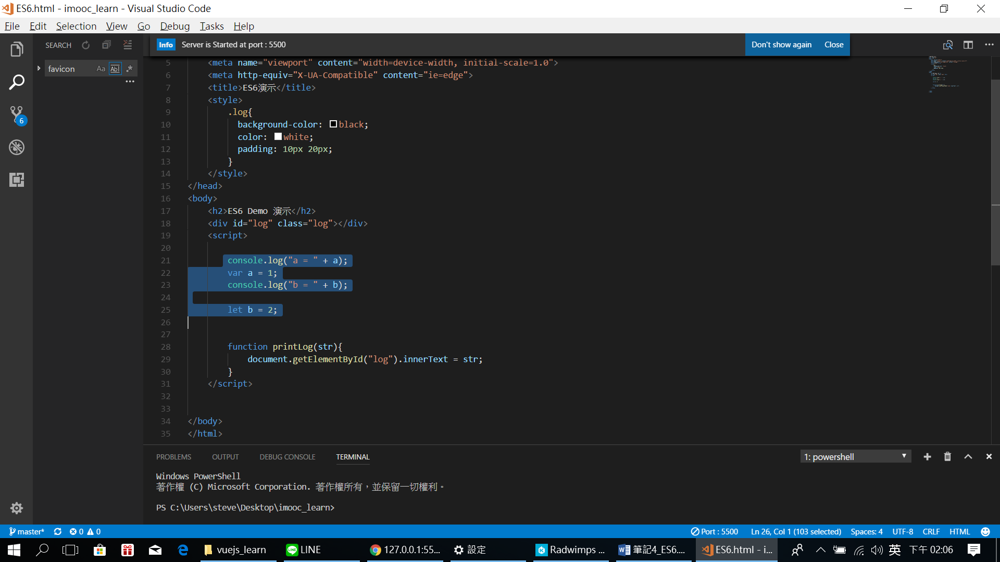 ES6.html - imooc_learn - Visual Studio Code
File Edit Selection View Go Debug Tasks Help
SEARCH
Info Server is Started at port : 5500 Don't show again Close
favicon Aa Abl .*
6
5 <meta name="viewport" content="width=device-width, initial-scale=1.0">
6 <meta http-equiv="X-UA-Compatible" content="ie=edge">
7 <title>ES6演示</title>
8 <style>
9 .log{
10 background-color: black;
11 color: white;
12 padding: 10px 20px;
13 }
14 </style>
15 </head>
16 <body>
17 <h2>ES6 Demo 演示</h2>
18 <div id="log" class="log"></div>
19 <script>
20
21 console.log("a = " + a);
22 var a = 1;
23 console.log("b = " + b);
24
25 let b = 2;
26
27
28 function printLog(str){
29 document.getElementById("log").innerText = str;
30 }
31 </script>
32
33
34 </body>
35 </html>
PROBLEMS OUTPUT DEBUG CONSOLE TERMINAL 1: powershell
Windows PowerShell
著作權 (C) Microsoft Corporation. 著作權所有，並保留一切權利。
PS C:\Users\steve\Desktop\imooc_learn>
master* 0 0 Port : 5500 Ln 26, Col 1 (103 selected) Spaces: 4 UTF-8 CRLF HTML
vuejs_learn LINE 127.0.0.1:55... 設定 Radwimps ... 筆記4_ES6.... ES6.html - i... 英 下午 02:06